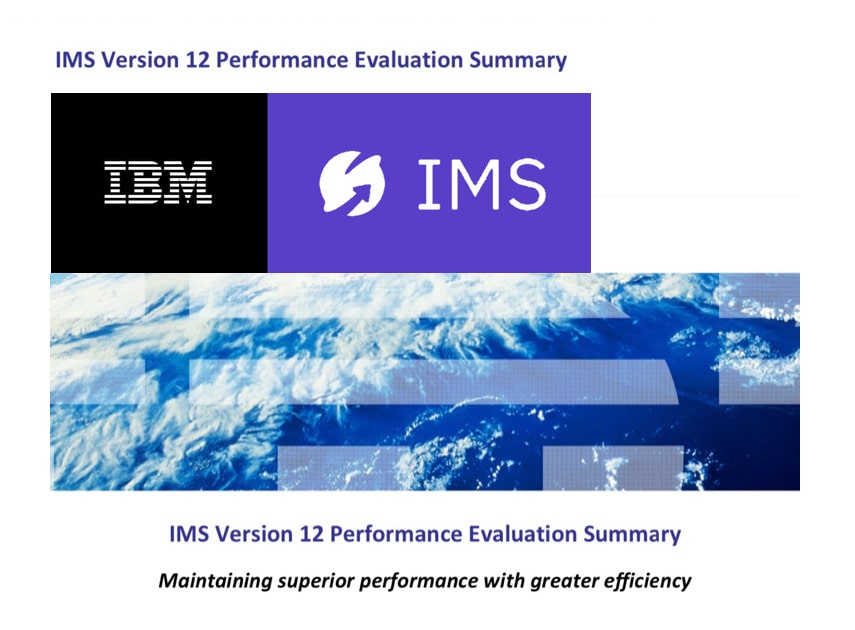 IMS Version 12 Performance Evaluation Summary
IBM IMS
IMS Version 12 Performance Evaluation Summary
Maintaining superior performance with greater efficiency